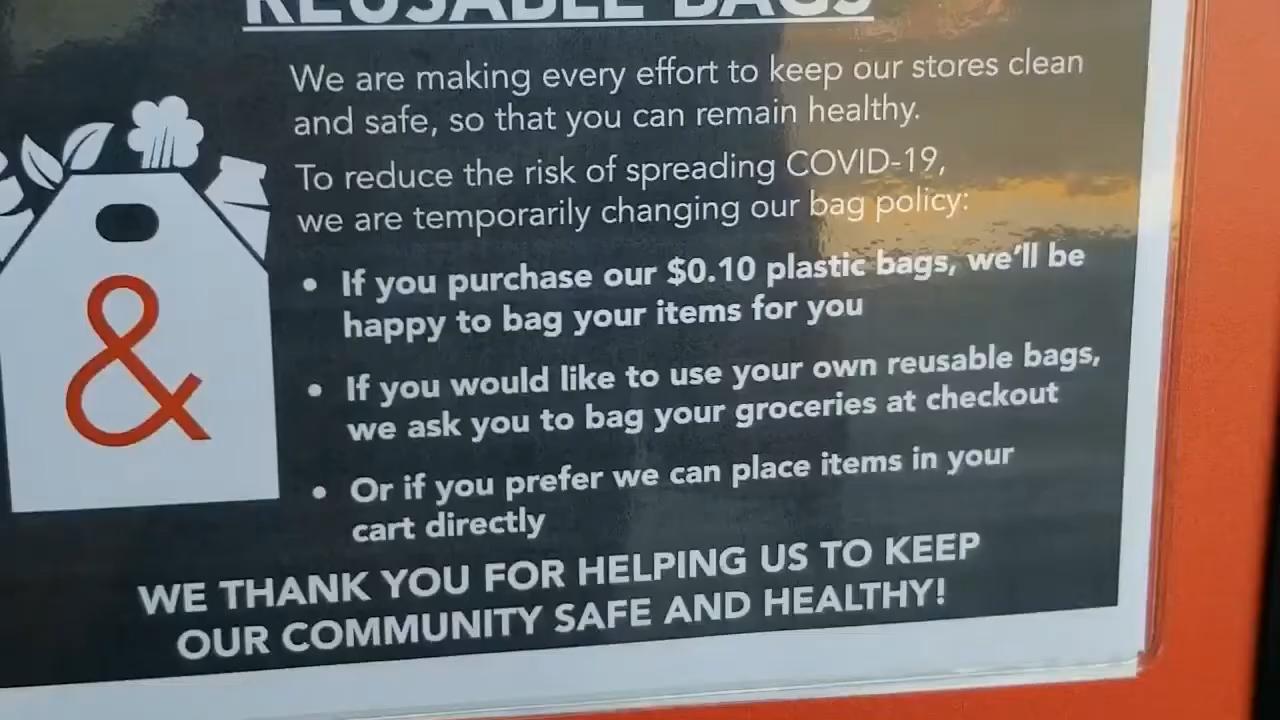 REUSABLE BAGS
We are making every effort to keep our stores clean
and safe, so that you can remain healthy.
To reduce the risk of spreading COVID-19,
we are temporarily changing our bag policy:
• If you purchase our $0.10 plastic bags, we'll be
happy to bag your items for you
• If you would like to use your own reusable bags,
we ask you to bag your groceries at checkout
• Or if you prefer we can place items in your
cart directly
&
WE THANK YOU FOR HELPING US TO KEEP
OUR COMMUNITY SAFE AND HEALTHY!